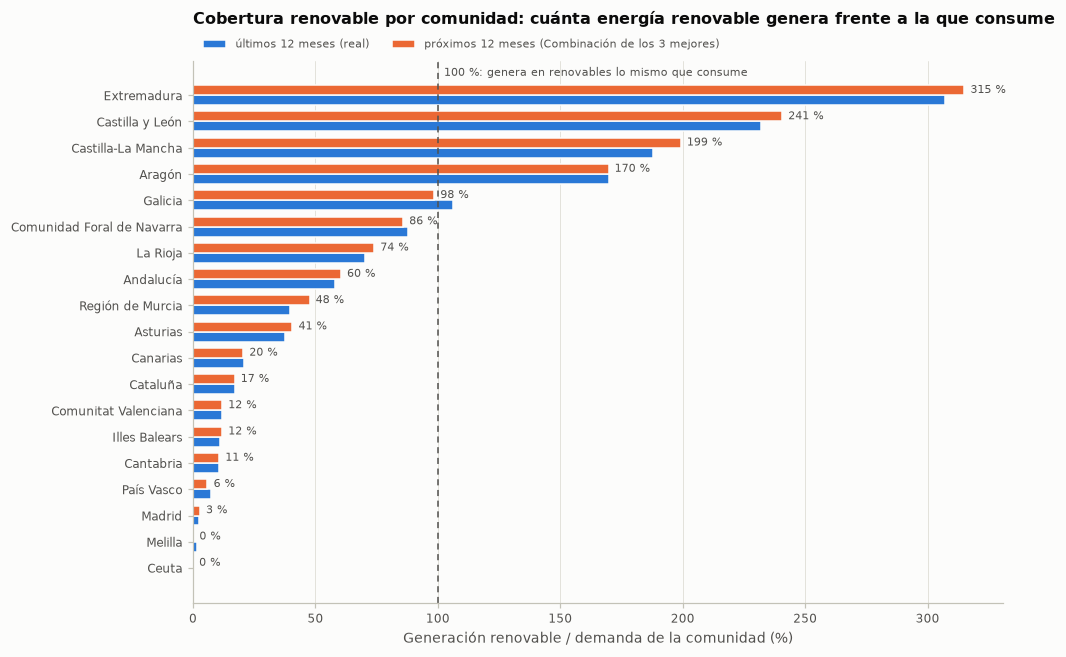 Cobertura renovable por comunidad: cuánta energía renovable genera frente a la que consume
últimos 12 meses (real)
próximos 12 meses (Combinación de los 3 mejores)
100 %: genera en renovables lo mismo que consume
Extremadura 315 %
Castilla y León 241 %
Castilla-La Mancha 199 %
Aragón 170 %
Galicia 98 %
Comunidad Foral de Navarra 86 %
La Rioja 74 %
Andalucía 60 %
Región de Murcia 48 %
Asturias 41 %
Canarias 20 %
Cataluña 17 %
Comunitat Valenciana 12 %
Illes Balears 12 %
Cantabria 11 %
País Vasco 6 %
Madrid 3 %
Melilla 0 %
Ceuta 0 %
0 50 100 150 200 250 300
Generación renovable / demanda de la comunidad (%)